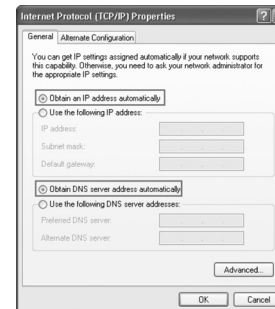 Internet Protocol (TCP/IP) Properties
General
Alternate Configuration
You can get IP settings assigned automatically if your network supports
this capability. Otherwise, you need to ask your network administrator for
the appropriate IP settings.
Obtain an IP address automatically
Use the following IP address:
IP address:
Subnet mask:
Default gateway:
Obtain DNS server address automatically
Use the following DNS server addresses:
Preferred DNS server:
Alternate DNS server:
Advanced...
OK
Cancel